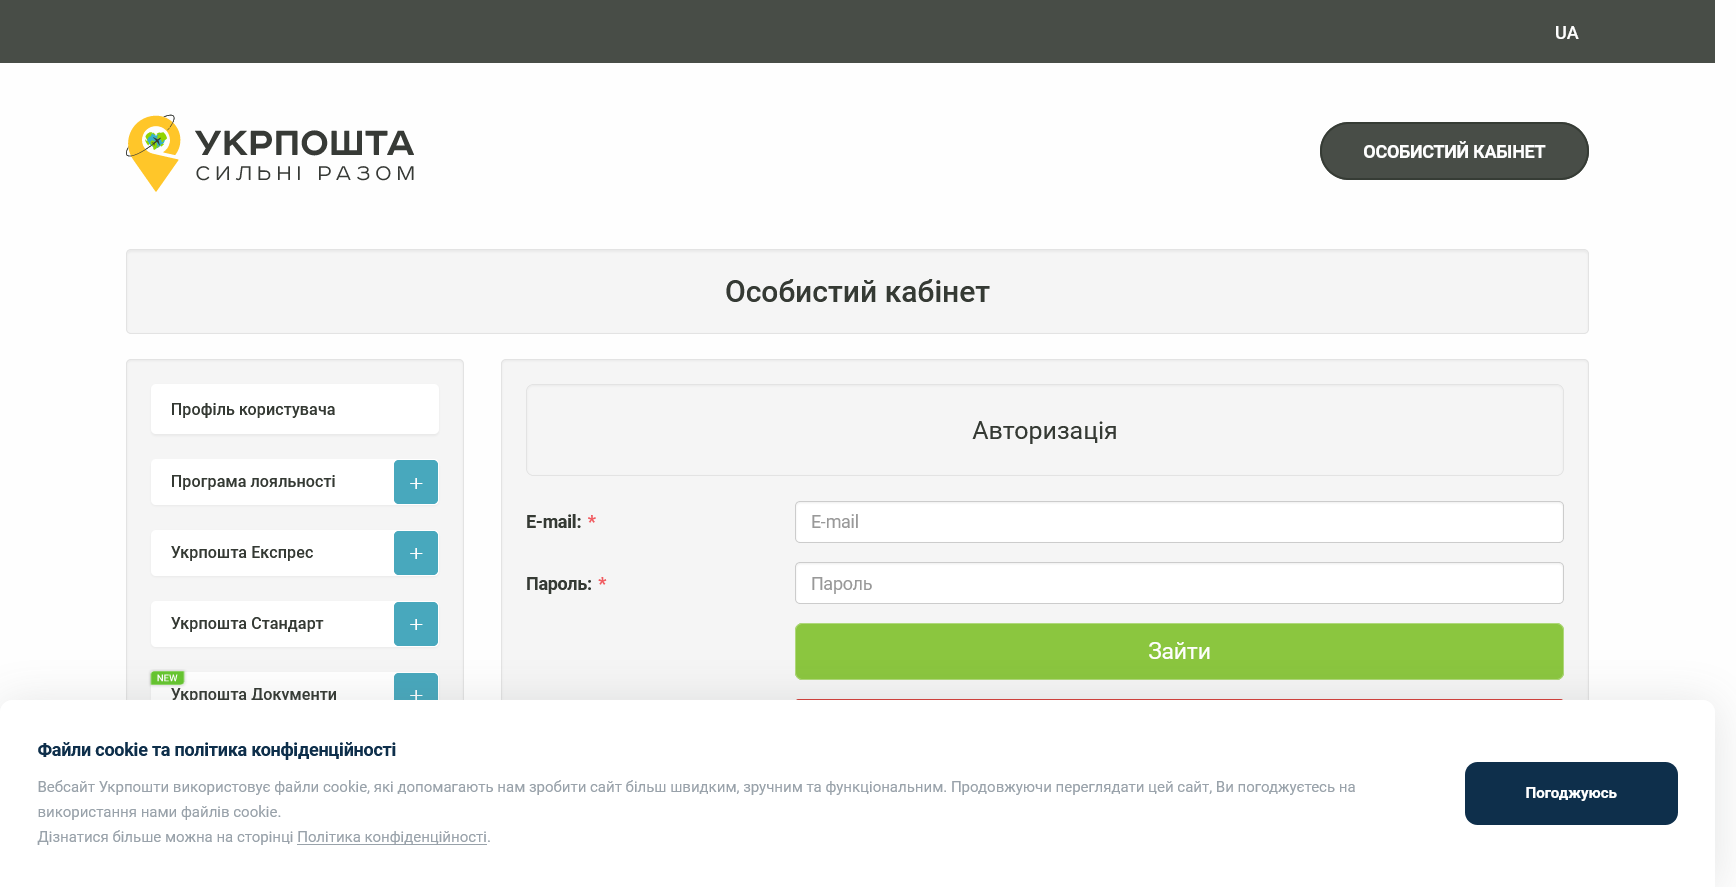 UA
УКРПОШТА
СИЛЬНІ РАЗОМ
ОСОБИСТИЙ КАБІНЕТ
Особистий кабінет
Профіль користувача
Програма лояльності
Укрпошта Експрес
Укрпошта Стандарт
NEW
Укрпошта Документи
Авторизація
E-mail: *
E-mail
Пароль: *
Пароль
Зайти
Файли cookie та політика конфіденційності
Вебсайт Укрпошти використовує файли cookie, які допомагають нам зробити сайт більш швидким, зручним та функціональним. Продовжуючи переглядати цей сайт, Ви погоджуєтесь на
використання нами файлів cookie.
Дізнатися більше можна на сторінці Політика конфіденційності.
Погоджуюсь